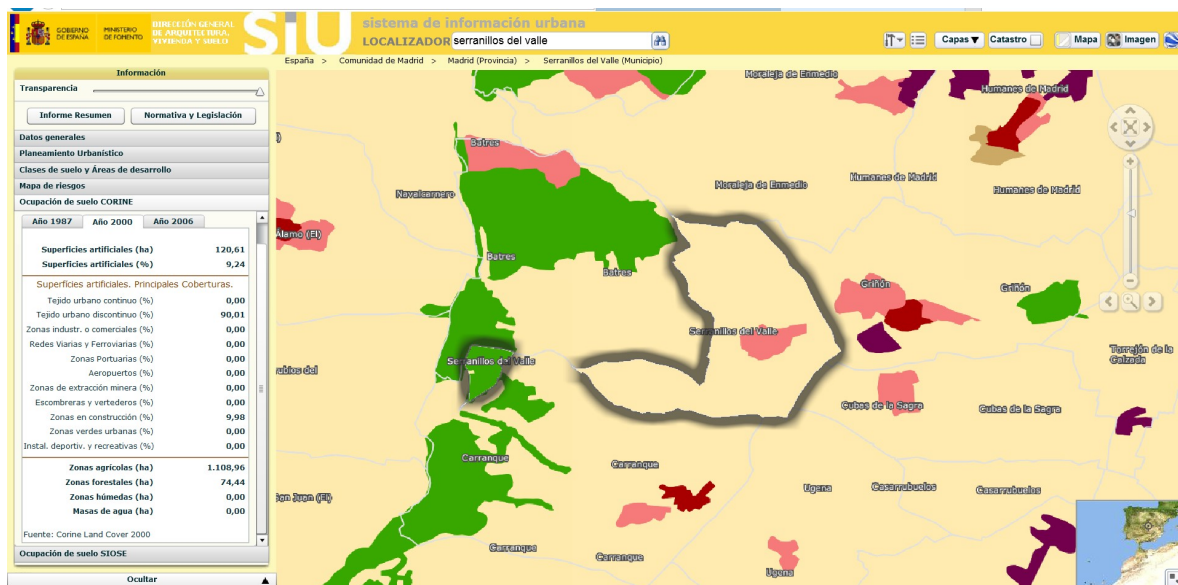 GOBIERNO
DE ESPAÑA
MINISTERIO
DE FOMENTO
DIRECCIÓN GENERAL
DE ARQUITECTURA,
VIVIENDA Y SUELO
SIU
sistema de información urbana
LOCALIZADOR serranillos del valle
Capas▼ Catastro Mapa Imagen
España > Comunidad de Madrid > Madrid (Provincia) > Serranillos del Valle (Municipio)
Información
Transparencia
Informe Resumen Normativa y Legislación
Datos generales
Planeamiento Urbanístico
Clases de suelo y Áreas de desarrollo
Mapa de riesgos
Ocupación de suelo CORINE
Año 1987 Año 2000 Año 2006
Superficies artificiales (ha) 120,61
Superficies artificiales (%) 9,24
Superficies artificiales. Principales Coberturas.
Tejido urbano continuo (%) 0,00
Tejido urbano discontinuo (%) 90,01
Zonas industr. o comerciales (%) 0,00
Redes Viarias y Ferroviarias (%) 0,00
Zonas Portuarias (%) 0,00
Aeropuertos (%) 0,00
Zonas de extracción minera (%) 0,00
Escombreras y vertederos (%) 0,00
Zonas en construcción (%) 9,98
Zonas verdes urbanas (%) 0,00
Instal. deportiv. y recreativas (%) 0,00
Zonas agrícolas (ha) 1.108,96
Zonas forestales (ha) 74,44
Zonas húmedas (ha) 0,00
Masas de agua (ha) 0,00
Fuente: Corine Land Cover 2000
Ocupación de suelo SIOSE
Ocultar
Moraleja de Enmedio
Humanes de Madrid
Batres
Navalcarnero
Moraleja de Enmedio
Humanes de Madrid
Humanes de Madrid
Álamo (El)
Batres
Batres
Griñón
Griñón
Serranillos del Valle
Torrejón de la
Calzada
Serranillos del Valle
ubios del
Cubas de la Sagra
Cubas de la Sagra
Carranque
Carranque
Ugena
Casarrubuelos
Casarrubuelos
San Juan (El)
Carranque
Carranque
Ugena